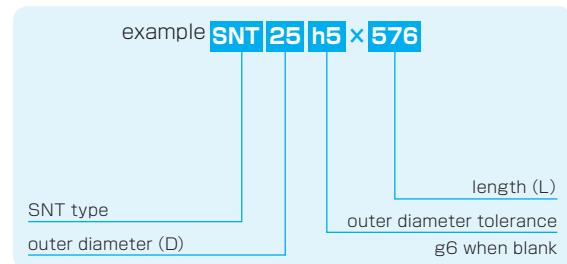 example SNT 25 h5 × 576
length (L)
SNT type
outer diameter tolerance
outer diameter (D)
g6 when blank